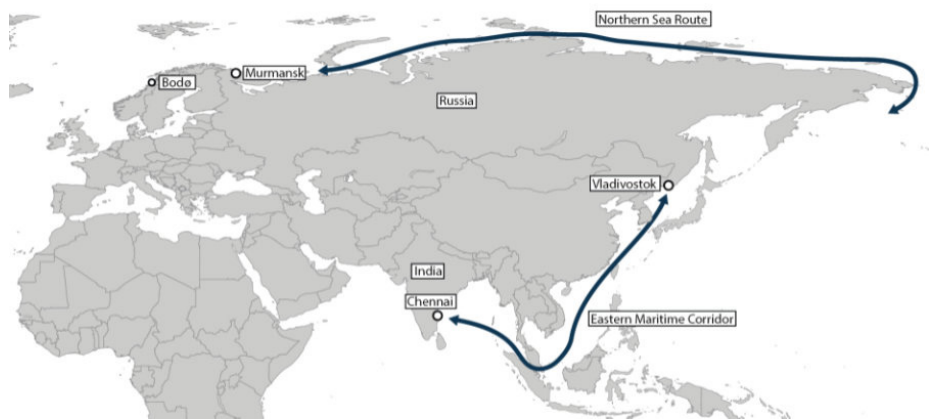 Northern Sea Route
Murmansk
Bodø
Russia
Vladivostok
India
Chennai
Eastern Maritime Corridor